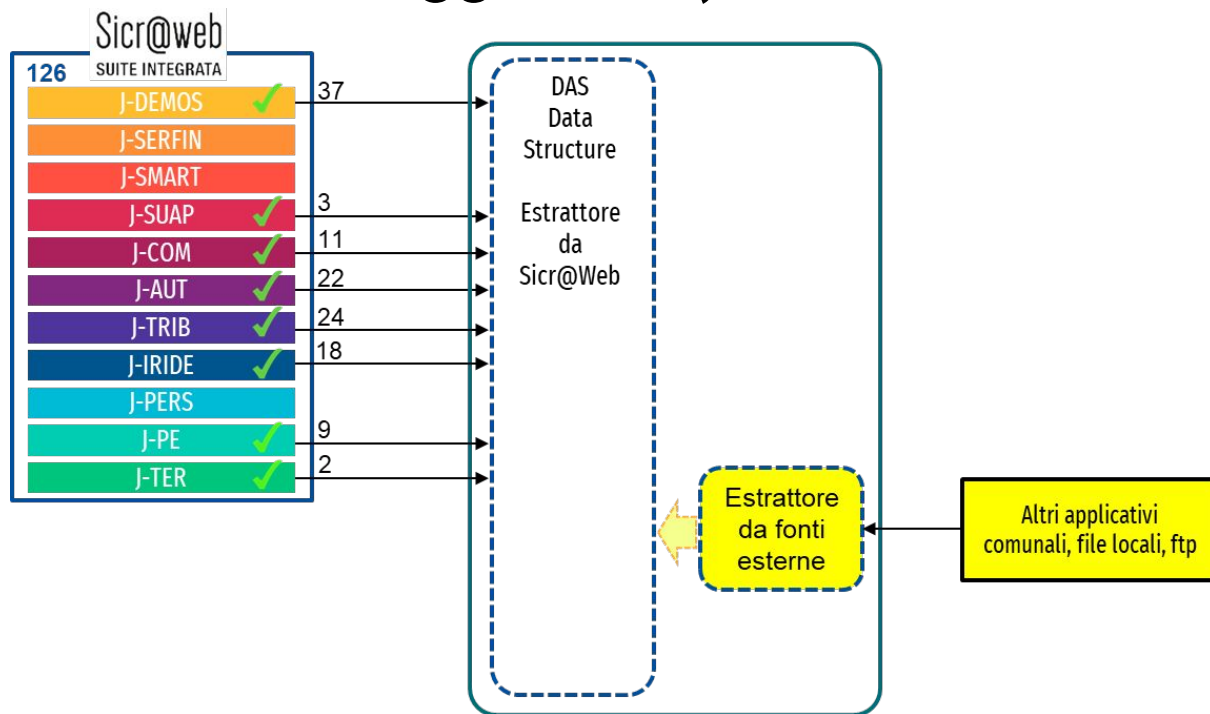 Sicr@web
SUITE INTEGRATA
126
J-DEMOS
J-SERFIN
J-SMART
J-SUAP
J-COM
J-AUT
J-TRIB
J-IRIDE
J-PERS
J-PE
J-TER
37
3
11
22
24
18
9
2
DAS
Data
Structure
Estrattore
da
Sicr@Web
Estrattore
da fonti
esterne
Altri applicativi
comunali, file locali, ftp